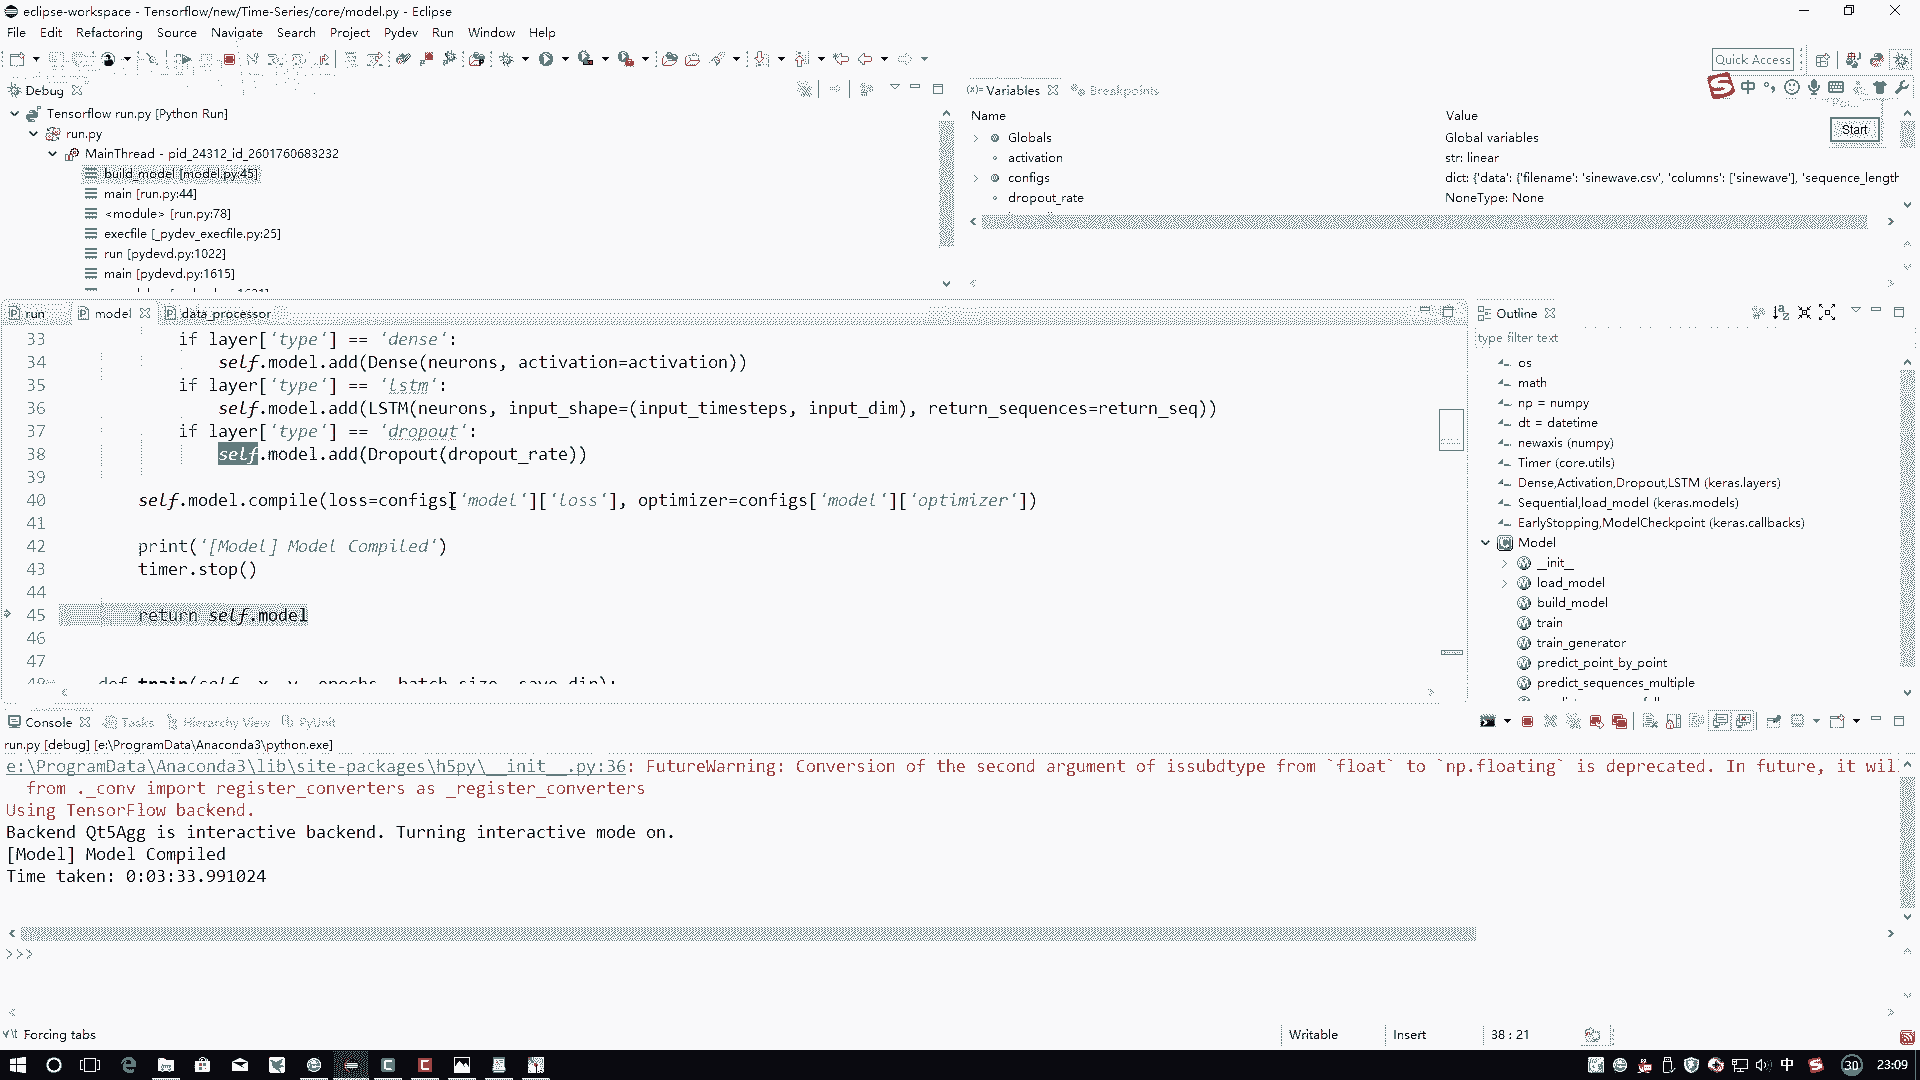 eclipse-workspace - Tensorflow/new/Time-Series/core/model.py - Eclipse
File Edit Refactoring Source Navigate Search Project Pydev Run Window Help
Quick Access
Debug
Tensorflow run.py [Python Run]
run.py
MainThread - pid_24312_id_2601760683232
build_model [model.py:45]
main [run.py:44]
<module> [run.py:78]
execfile [_pydev_execfile.py:25]
run [pydevd.py:1022]
main [pydevd.py:1615]
Variables Breakpoints
中
Name Value
Start
Globals Global variables
activation str: linear
configs dict: {'data': {'filename': 'sinewave.csv', 'columns': ['sinewave'], 'sequence_length
dropout_rate NoneType: None
run model data_processor
33 if layer['type'] == 'dense':
34 self.model.add(Dense(neurons, activation=activation))
35 if layer['type'] == 'lstm':
36 self.model.add(LSTM(neurons, input_shape=(input_timesteps, input_dim), return_sequences=return_seq))
37 if layer['type'] == 'dropout':
38 self.model.add(Dropout(dropout_rate))
39
40 self.model.compile(loss=configs['model']['loss'], optimizer=configs['model']['optimizer'])
41
42 print('[Model] Model Compiled')
43 timer.stop()
44
45 return self.model
46
47
48 def train(self, x, y, epochs, batch_size, save_dir):
Outline
type filter text
os
math
np = numpy
dt = datetime
newaxis (numpy)
Timer (core.utils)
Dense,Activation,Dropout,LSTM (keras.layers)
Sequential,load_model (keras.models)
EarlyStopping,ModelCheckpoint (keras.callbacks)
Model
__init__
load_model
build_model
train
train_generator
predict_point_by_point
predict_sequences_multiple
Console Tasks Hierarchy View PyUnit
run.py [debug] [e:\ProgramData\Anaconda3\python.exe]
e:\ProgramData\Anaconda3\lib\site-packages\h5py\__init__.py:36: FutureWarning: Conversion of the second argument of issubdtype from `float` to `np.floating` is deprecated. In future, it wil
from ._conv import register_converters as _register_converters
Using TensorFlow backend.
Backend Qt5Agg is interactive backend. Turning interactive mode on.
[Model] Model Compiled
Time taken: 0:03:33.991024
>>>
Forcing tabs Writable Insert 38 : 21
中 30 23:09